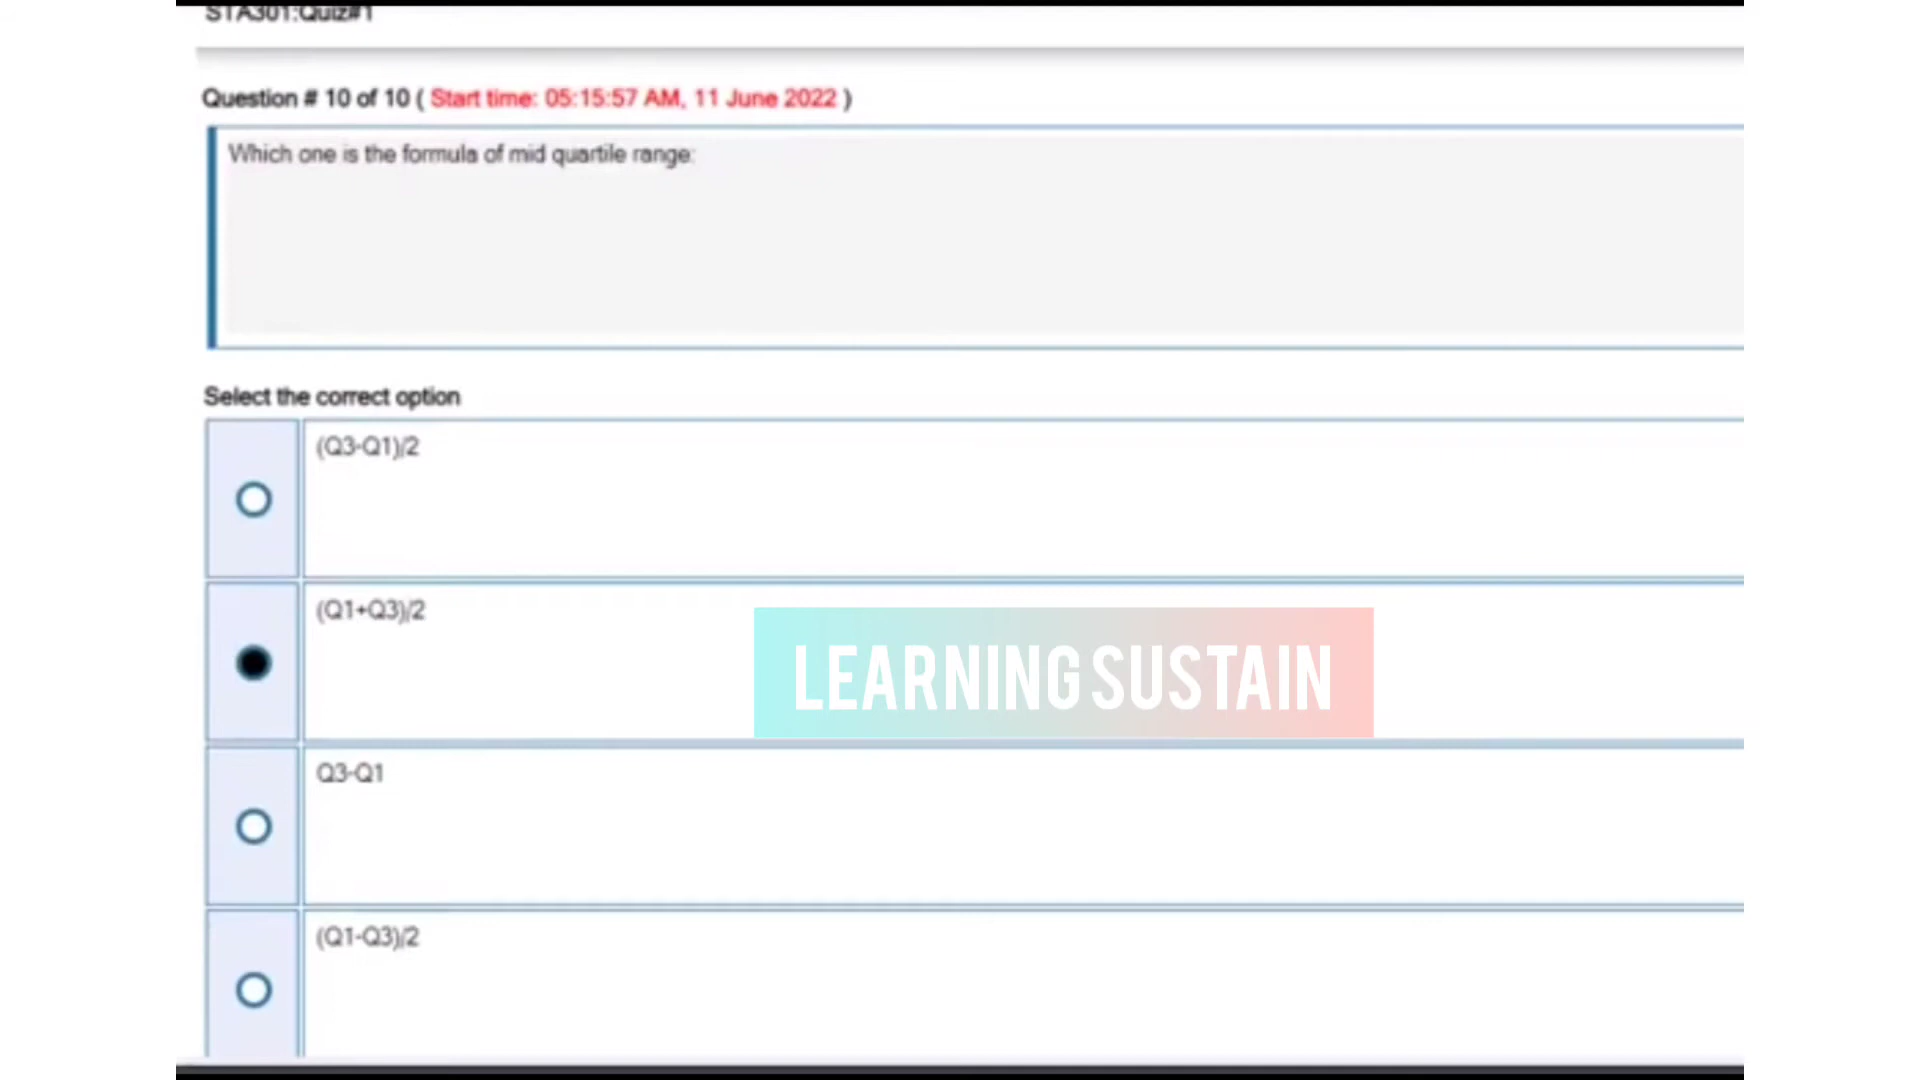 STA301:Quiz#1
Question # 10 of 10 ( Start time: 05:15:57 AM, 11 June 2022 )
Which one is the formula of mid quartile range:
Select the correct option
(Q3-Q1)/2
(Q1+Q3)/2
LEARNING SUSTAIN
Q3-Q1
(Q1-Q3)/2